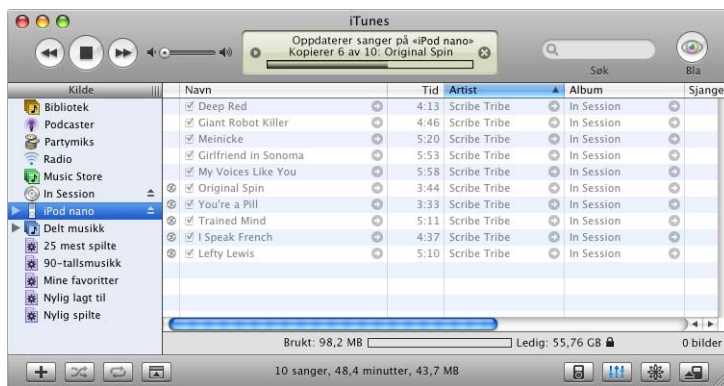 iTunes
Oppdaterer sanger på «iPod nano»
Kopierer 6 av 10: Original Spin
Søk
Bla
Kilde
Navn Tid Artist Album Sjange
Bibliotek
Podcaster
Partymiks
Radio
Music Store
In Session
iPod nano
Delt musikk
25 mest spilte
90-tallsmusikk
Mine favoritter
Nylig lagt til
Nylig spilte
Deep Red 4:13 Scribe Tribe In Session
Giant Robot Killer 4:46 Scribe Tribe In Session
Meinicke 5:20 Scribe Tribe In Session
Girlfriend in Sonoma 5:53 Scribe Tribe In Session
My Voices Like You 5:58 Scribe Tribe In Session
Original Spin 3:44 Scribe Tribe In Session
You're a Pill 3:33 Scribe Tribe In Session
Trained Mind 5:11 Scribe Tribe In Session
I Speak French 4:37 Scribe Tribe In Session
Lefty Lewis 5:10 Scribe Tribe In Session
Brukt: 98,2 MB Ledig: 55,76 GB 0 bilder
10 sanger, 48,4 minutter, 43,7 MB